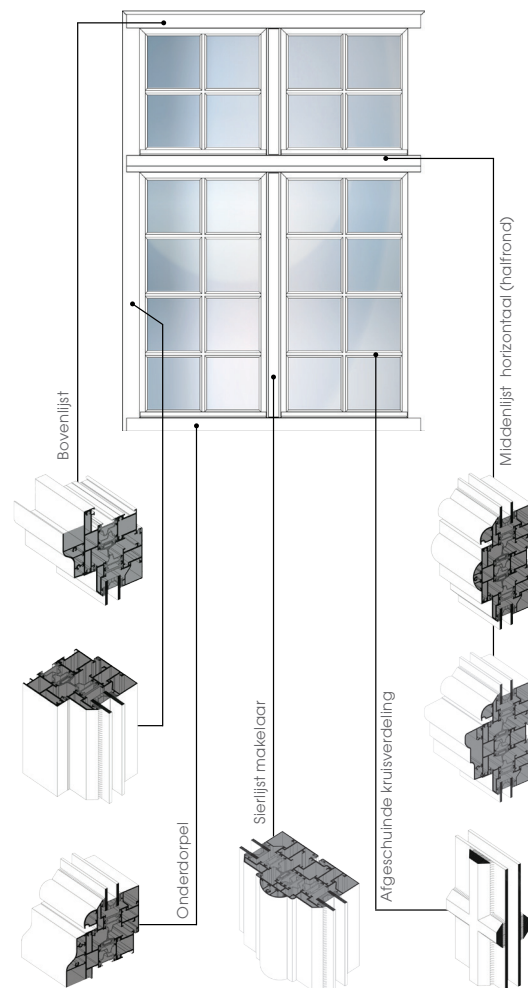 Bovenlijst
Middenlijst horizontaal (halfrond)
Sierlijst makelaar
Afgeschuinde kruisverdeling
Onderdorpel